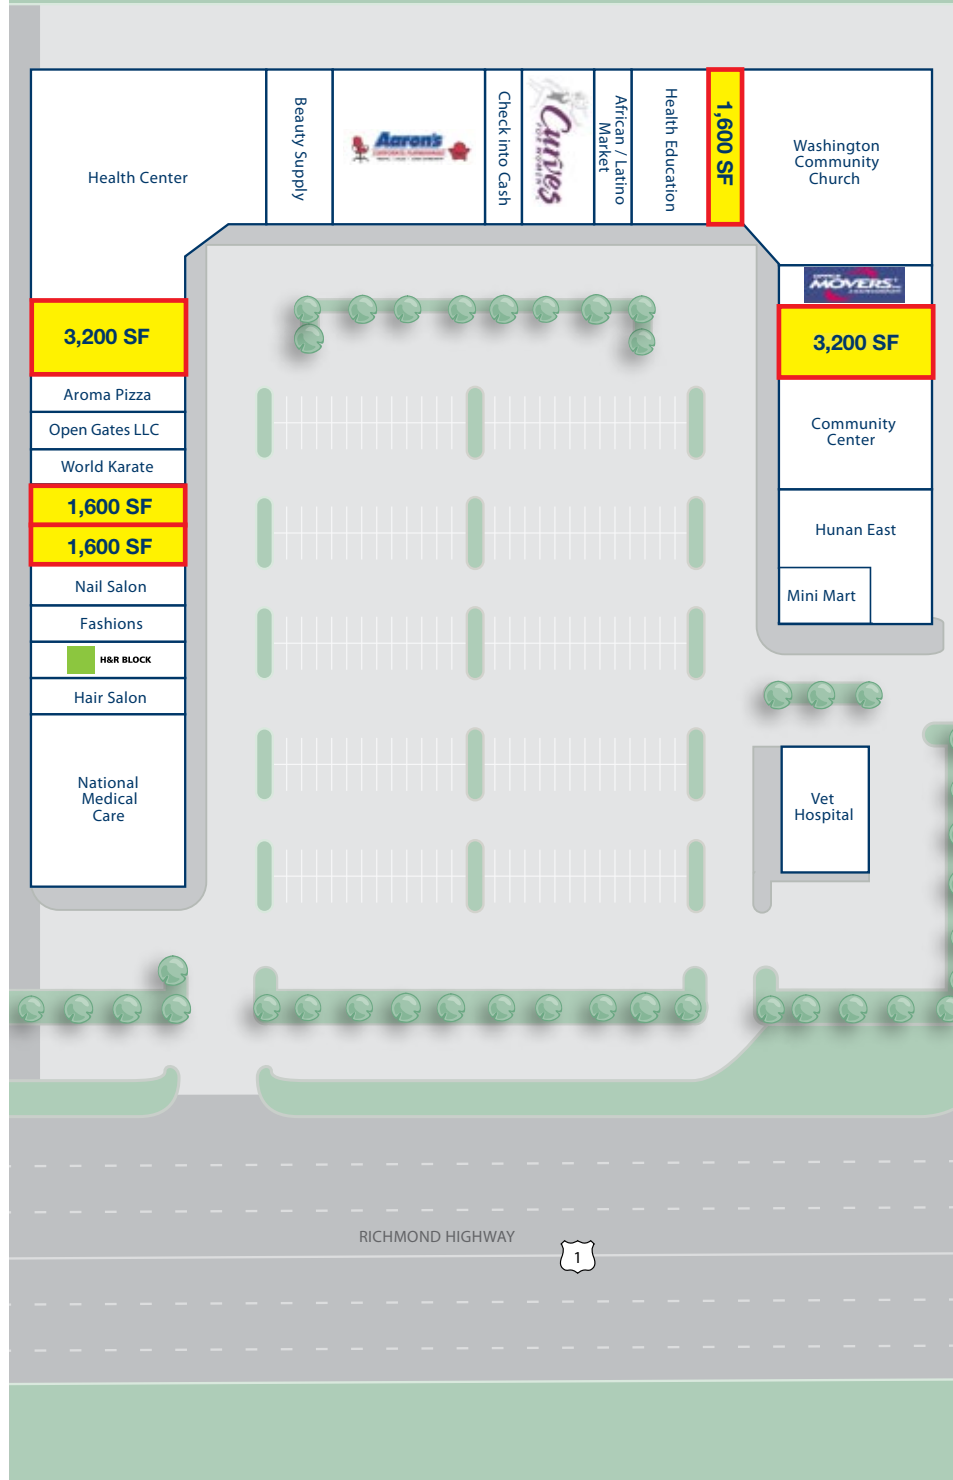 Health Center
Beauty Supply
Aaron's
Check into Cash
Curves
FOR WOMEN
African / Latino
Market
Health Education
1,600 SF
Washington
Community
Church
OFFICE
MOVERS
3,200 SF
3,200 SF
Aroma Pizza
Open Gates LLC
World Karate
1,600 SF
1,600 SF
Nail Salon
Fashions
H&R BLOCK
Hair Salon
National
Medical
Care
Community
Center
Hunan East
Mini Mart
Vet
Hospital
RICHMOND HIGHWAY
1